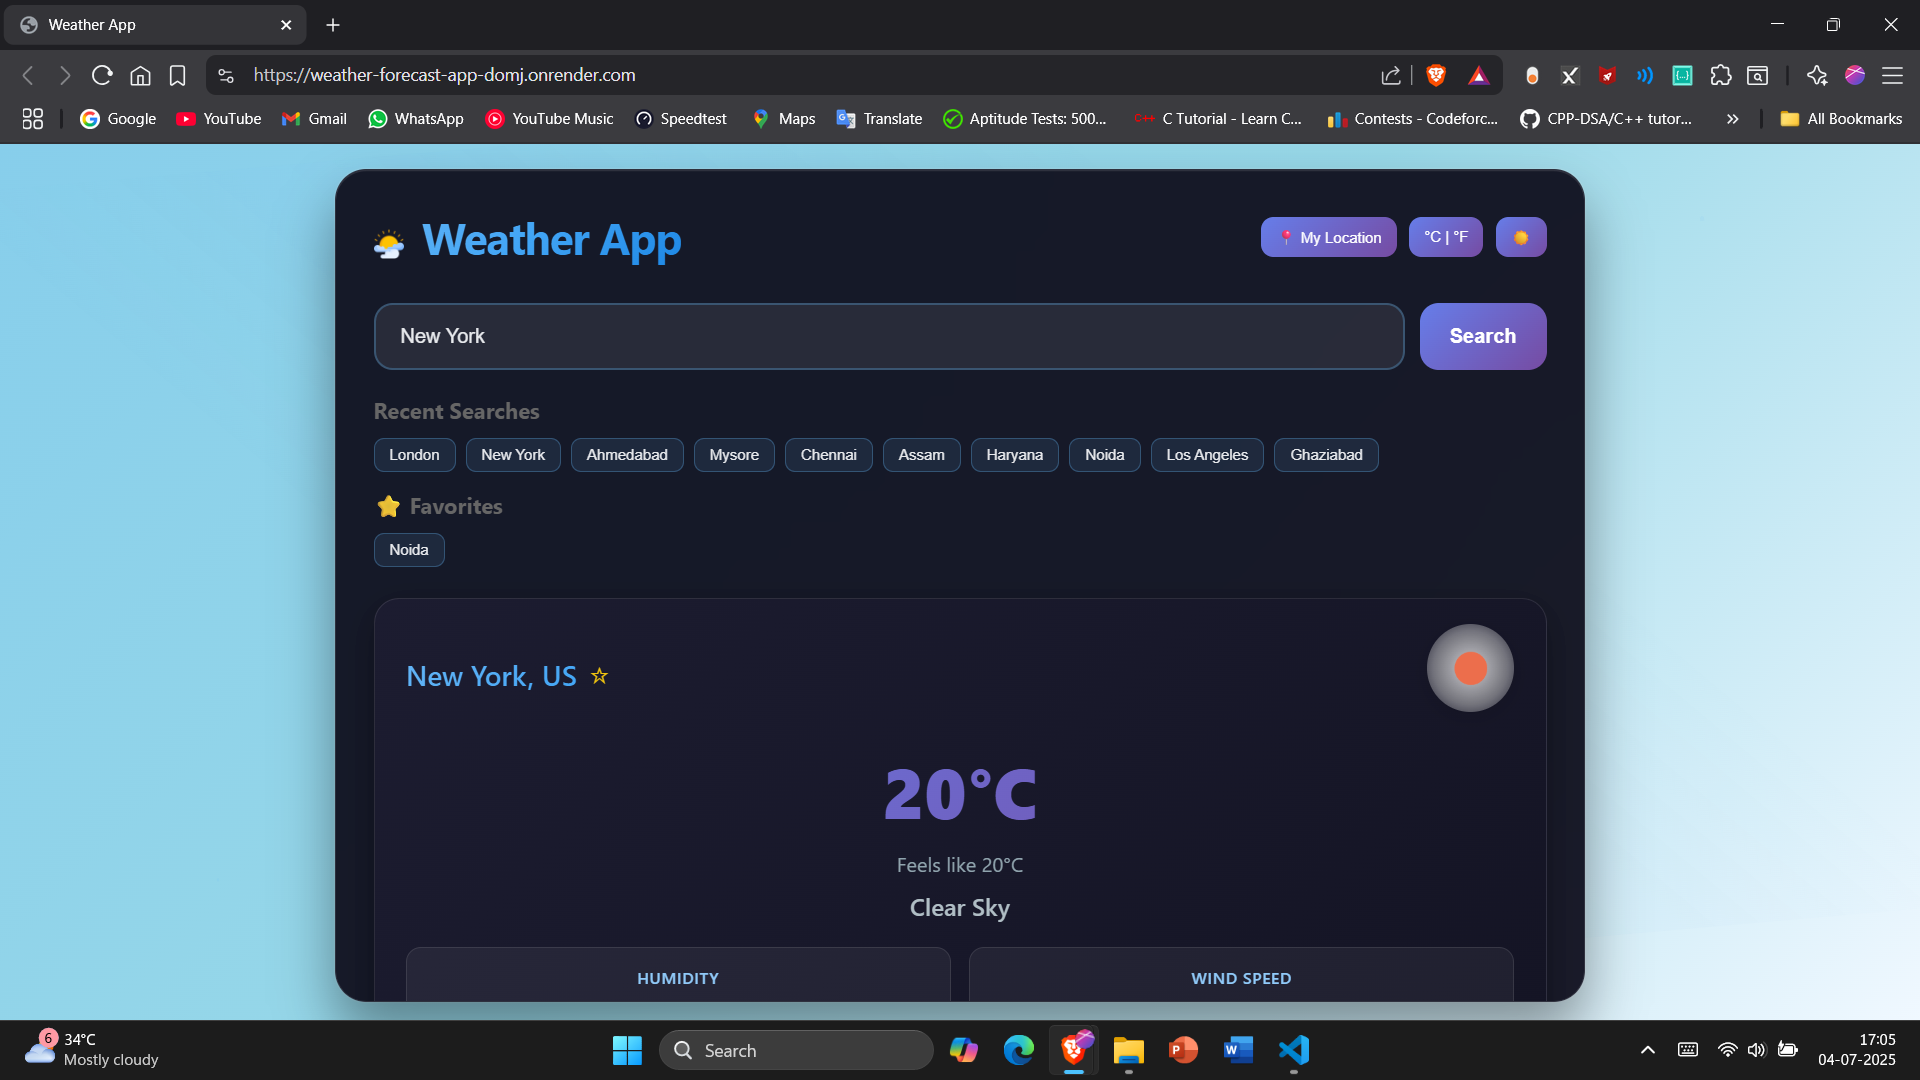 Weather App
https://weather-forecast-app-domj.onrender.com
Google YouTube Gmail WhatsApp YouTube Music Speedtest Maps Translate Aptitude Tests: 500... C++ C Tutorial - Learn C... Contests - Codeforc... CPP-DSA/C++ tutor... » All Bookmarks
Weather App
My Location °C | °F
New York
Search
Recent Searches
London New York Ahmedabad Mysore Chennai Assam Haryana Noida Los Angeles Ghaziabad
Favorites
Noida
New York, US
20°C
Feels like 20°C
Clear Sky
HUMIDITY WIND SPEED
6
34°C
Mostly cloudy
Search
17:05
04-07-2025